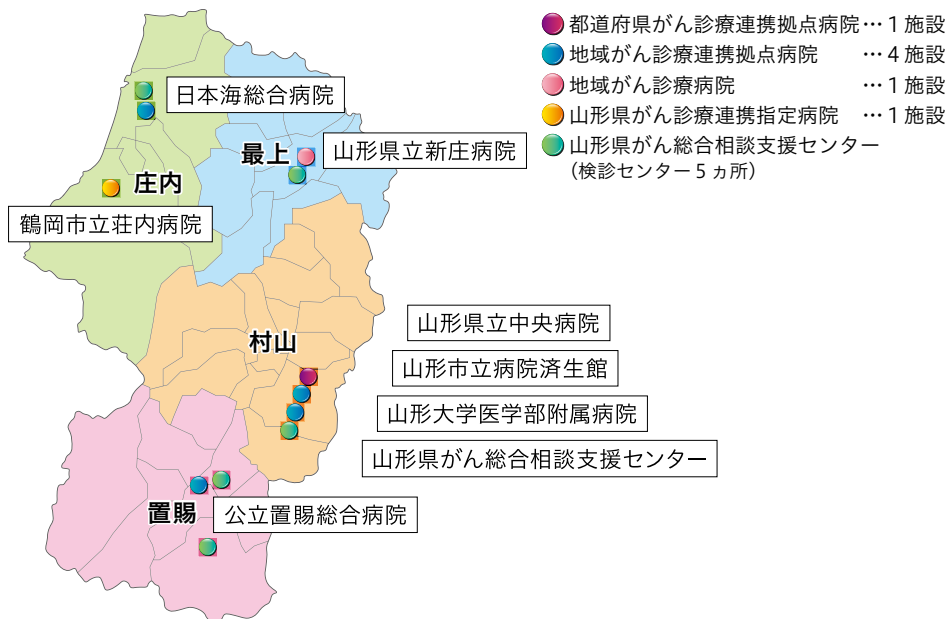 都道府県がん診療連携拠点病院…1施設
地域がん診療連携拠点病院 …4施設
地域がん診療病院 …1施設
山形県がん診療連携指定病院 …1施設
山形県がん総合相談支援センター
(検診センター5ヵ所)
日本海総合病院
最上
山形県立新庄病院
庄内
鶴岡市立荘内病院
村山
山形県立中央病院
山形市立病院済生館
山形大学医学部附属病院
山形県がん総合相談支援センター
置賜
公立置賜総合病院